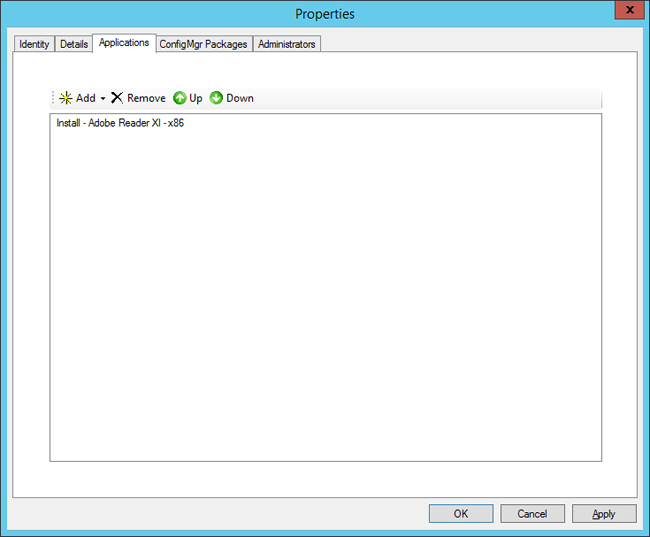 Properties
x
Identity Details Applications ConfigMgr Packages Administrators
Add Remove Up Down
Install - Adobe Reader XI - x86
OK Cancel Apply